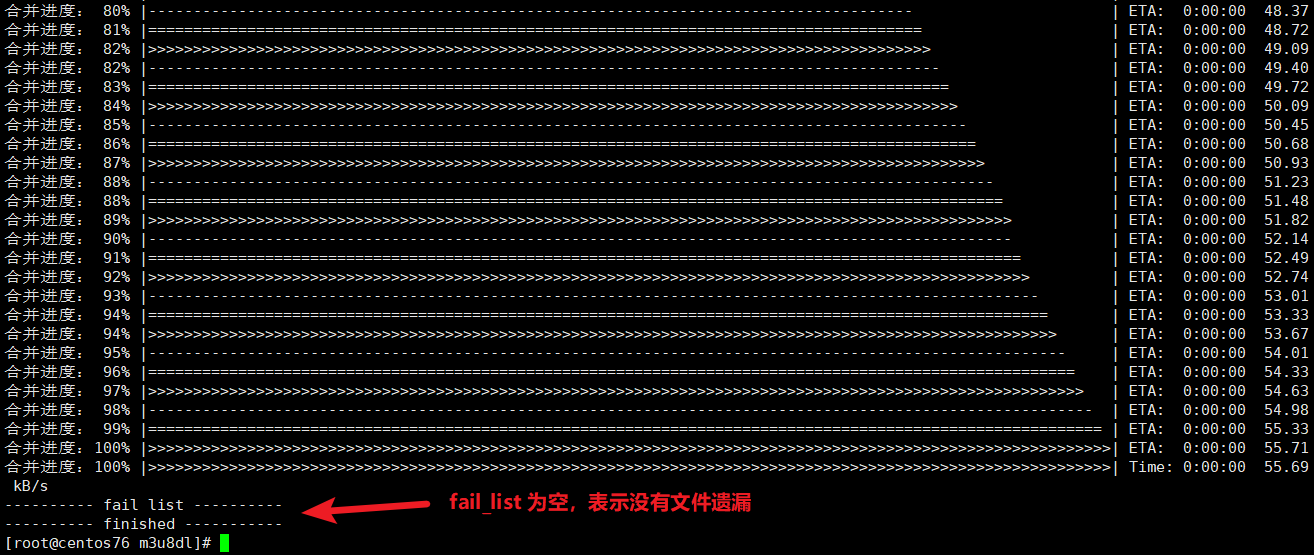 合并进度： 80% | | ETA: 0:00:00 48.37
合并进度： 81% | | ETA: 0:00:00 48.72
合并进度： 82% | | ETA: 0:00:00 49.09
合并进度： 82% | | ETA: 0:00:00 49.40
合并进度： 83% | | ETA: 0:00:00 49.72
合并进度： 84% | | ETA: 0:00:00 50.09
合并进度： 85% | | ETA: 0:00:00 50.45
合并进度： 86% | | ETA: 0:00:00 50.68
合并进度： 87% | | ETA: 0:00:00 50.93
合并进度： 88% | | ETA: 0:00:00 51.23
合并进度： 88% | | ETA: 0:00:00 51.48
合并进度： 89% | | ETA: 0:00:00 51.82
合并进度： 90% | | ETA: 0:00:00 52.14
合并进度： 91% | | ETA: 0:00:00 52.49
合并进度： 92% | | ETA: 0:00:00 52.74
合并进度： 93% | | ETA: 0:00:00 53.01
合并进度： 94% | | ETA: 0:00:00 53.33
合并进度： 94% | | ETA: 0:00:00 53.67
合并进度： 95% | | ETA: 0:00:00 54.01
合并进度： 96% | | ETA: 0:00:00 54.33
合并进度： 97% | | ETA: 0:00:00 54.63
合并进度： 98% | | ETA: 0:00:00 54.98
合并进度： 99% | | ETA: 0:00:00 55.33
合并进度：100% | | ETA: 0:00:00 55.71
合并进度：100% | | Time: 0:00:00 55.69
kB/s
---------- fail list ----------
fail_list 为空，表示没有文件遗漏
---------- finished -----------
[root@centos76 m3u8dl]#